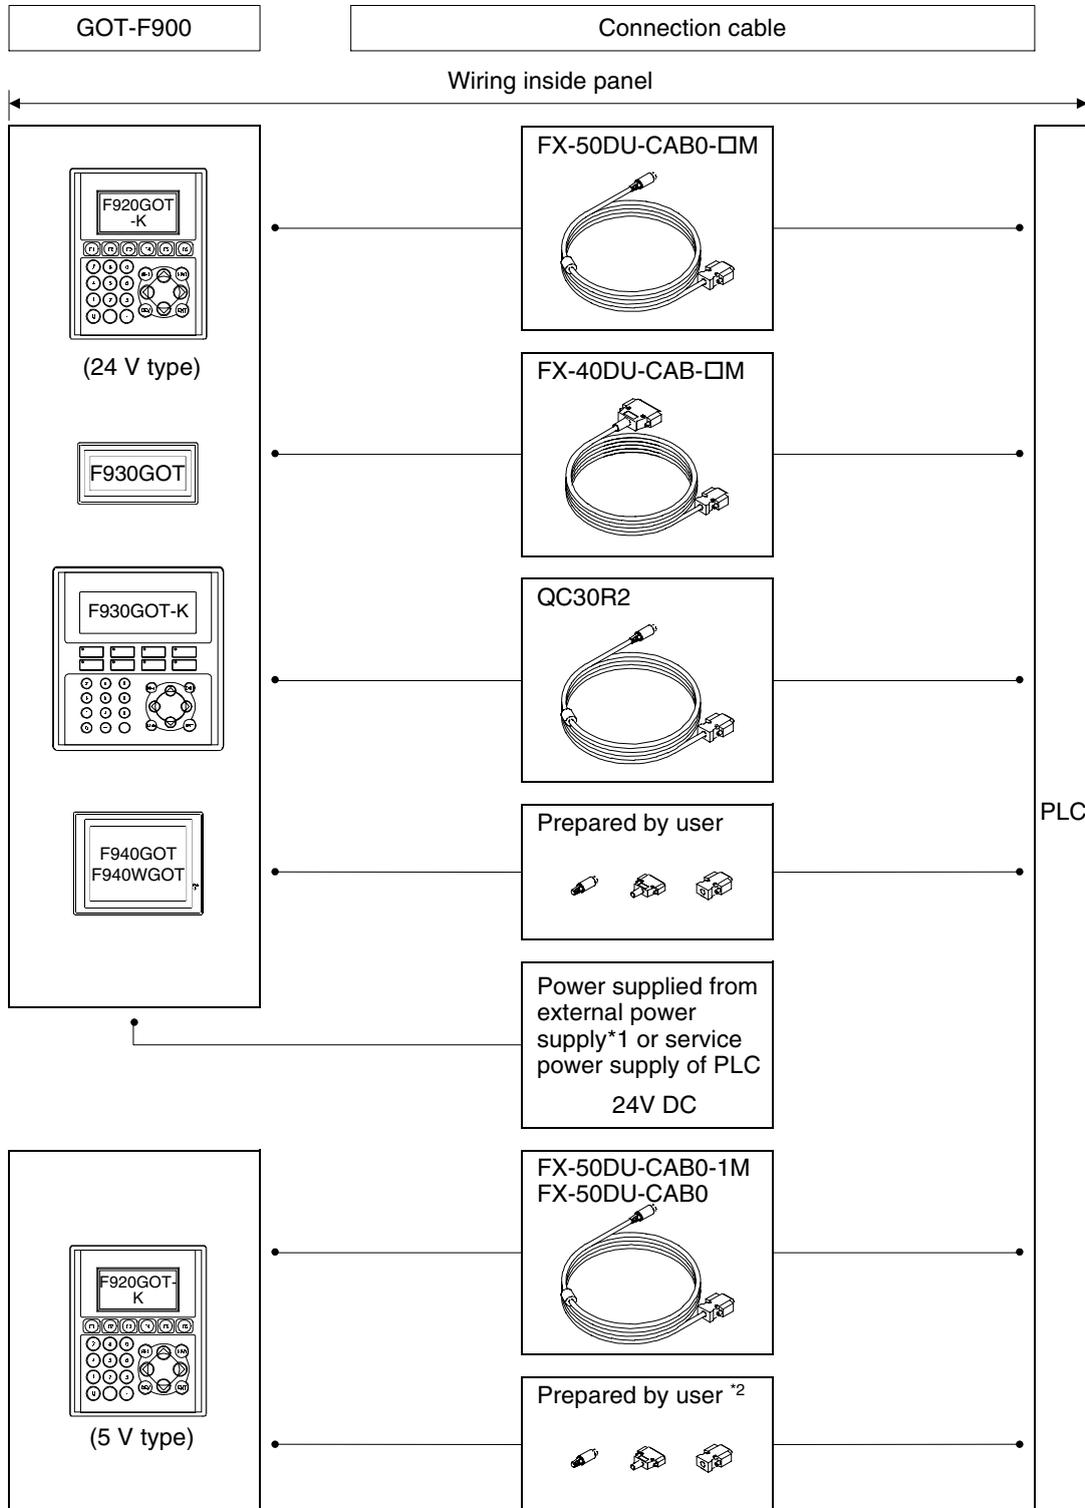 GOT-F900
Connection cable
Wiring inside panel
F920GOT
-K
(24 V type)
F930GOT
F930GOT-K
F940GOT
F940WGOT
FX-50DU-CAB0-□M
FX-40DU-CAB-□M
QC30R2
Prepared by user
Power supplied from
external power
supply*1 or service
power supply of PLC
24V DC
PLC
F920GOT-
K
(5 V type)
FX-50DU-CAB0-1M
FX-50DU-CAB0
Prepared by user *2